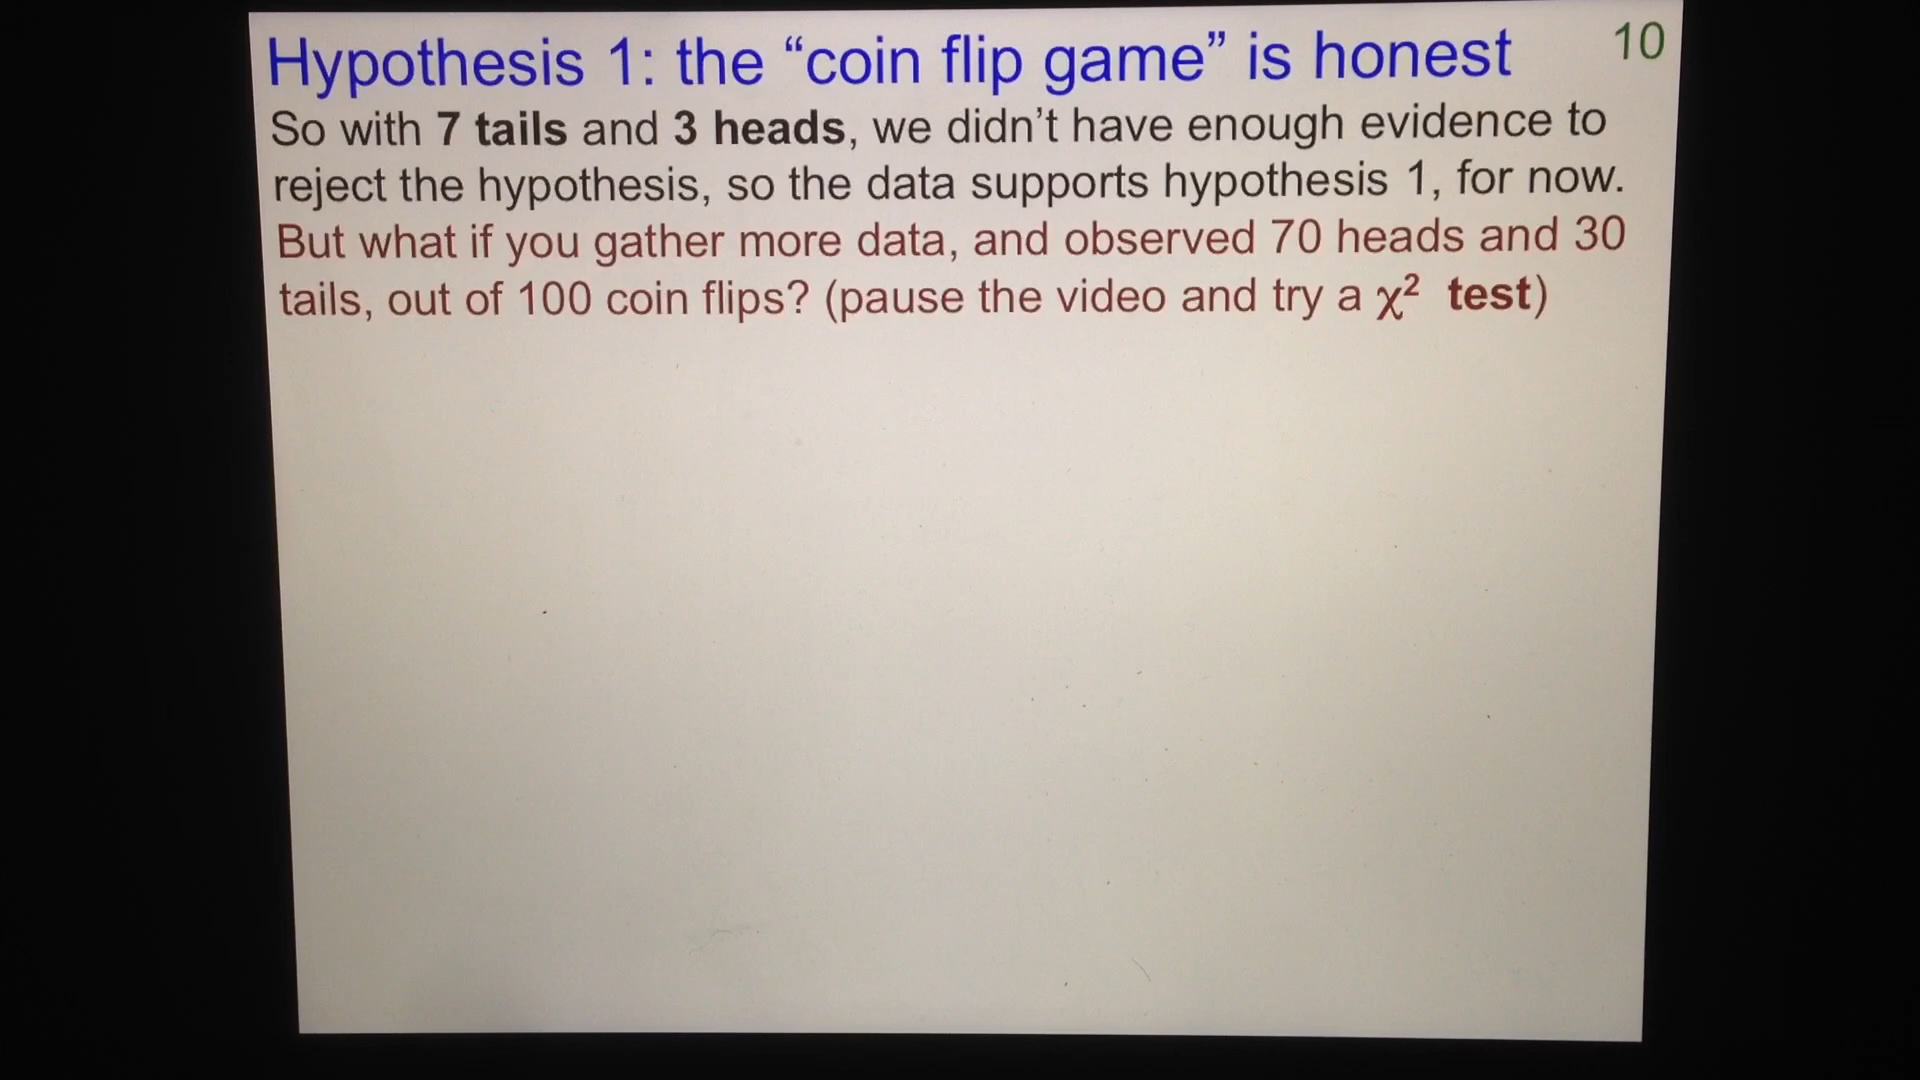 Hypothesis 1: the “coin flip game” is honest
10
So with 7 tails and 3 heads, we didn’t have enough evidence to
reject the hypothesis, so the data supports hypothesis 1, for now.
But what if you gather more data, and observed 70 heads and 30
tails, out of 100 coin flips? (pause the video and try a χ² test)